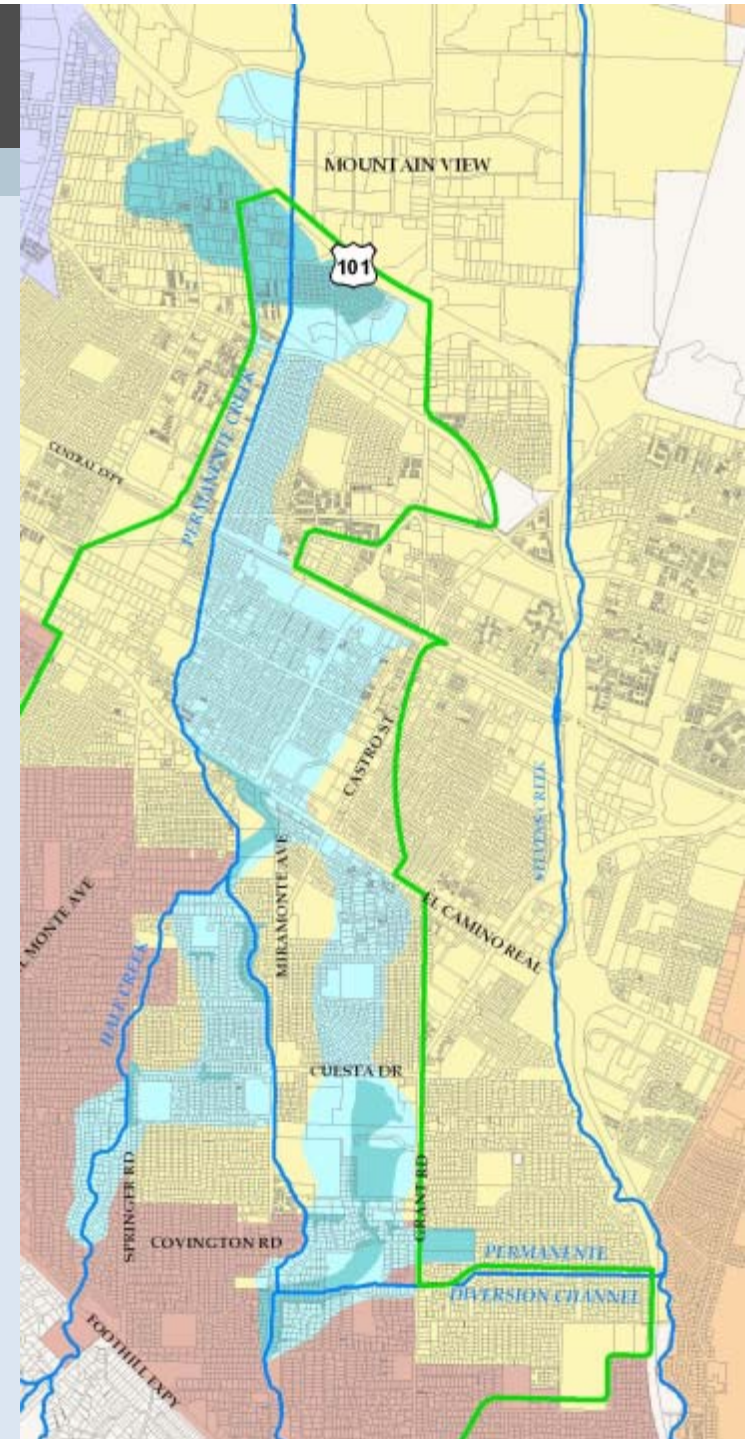 MOUNTAIN VIEW
101
PERMANENTE CREEK
CENTRAL EXPY
CASTRO ST
STEVENS CREEK
MIRAMONTE AVE
EL CAMINO REAL
L MONTE AVE
HALE CREEK
CUESTA DR
SPRINGER RD
GRANT RD
COVINGTON RD
PERMANENTE
DIVERSION CHANNEL
FOOTHILL EXPY